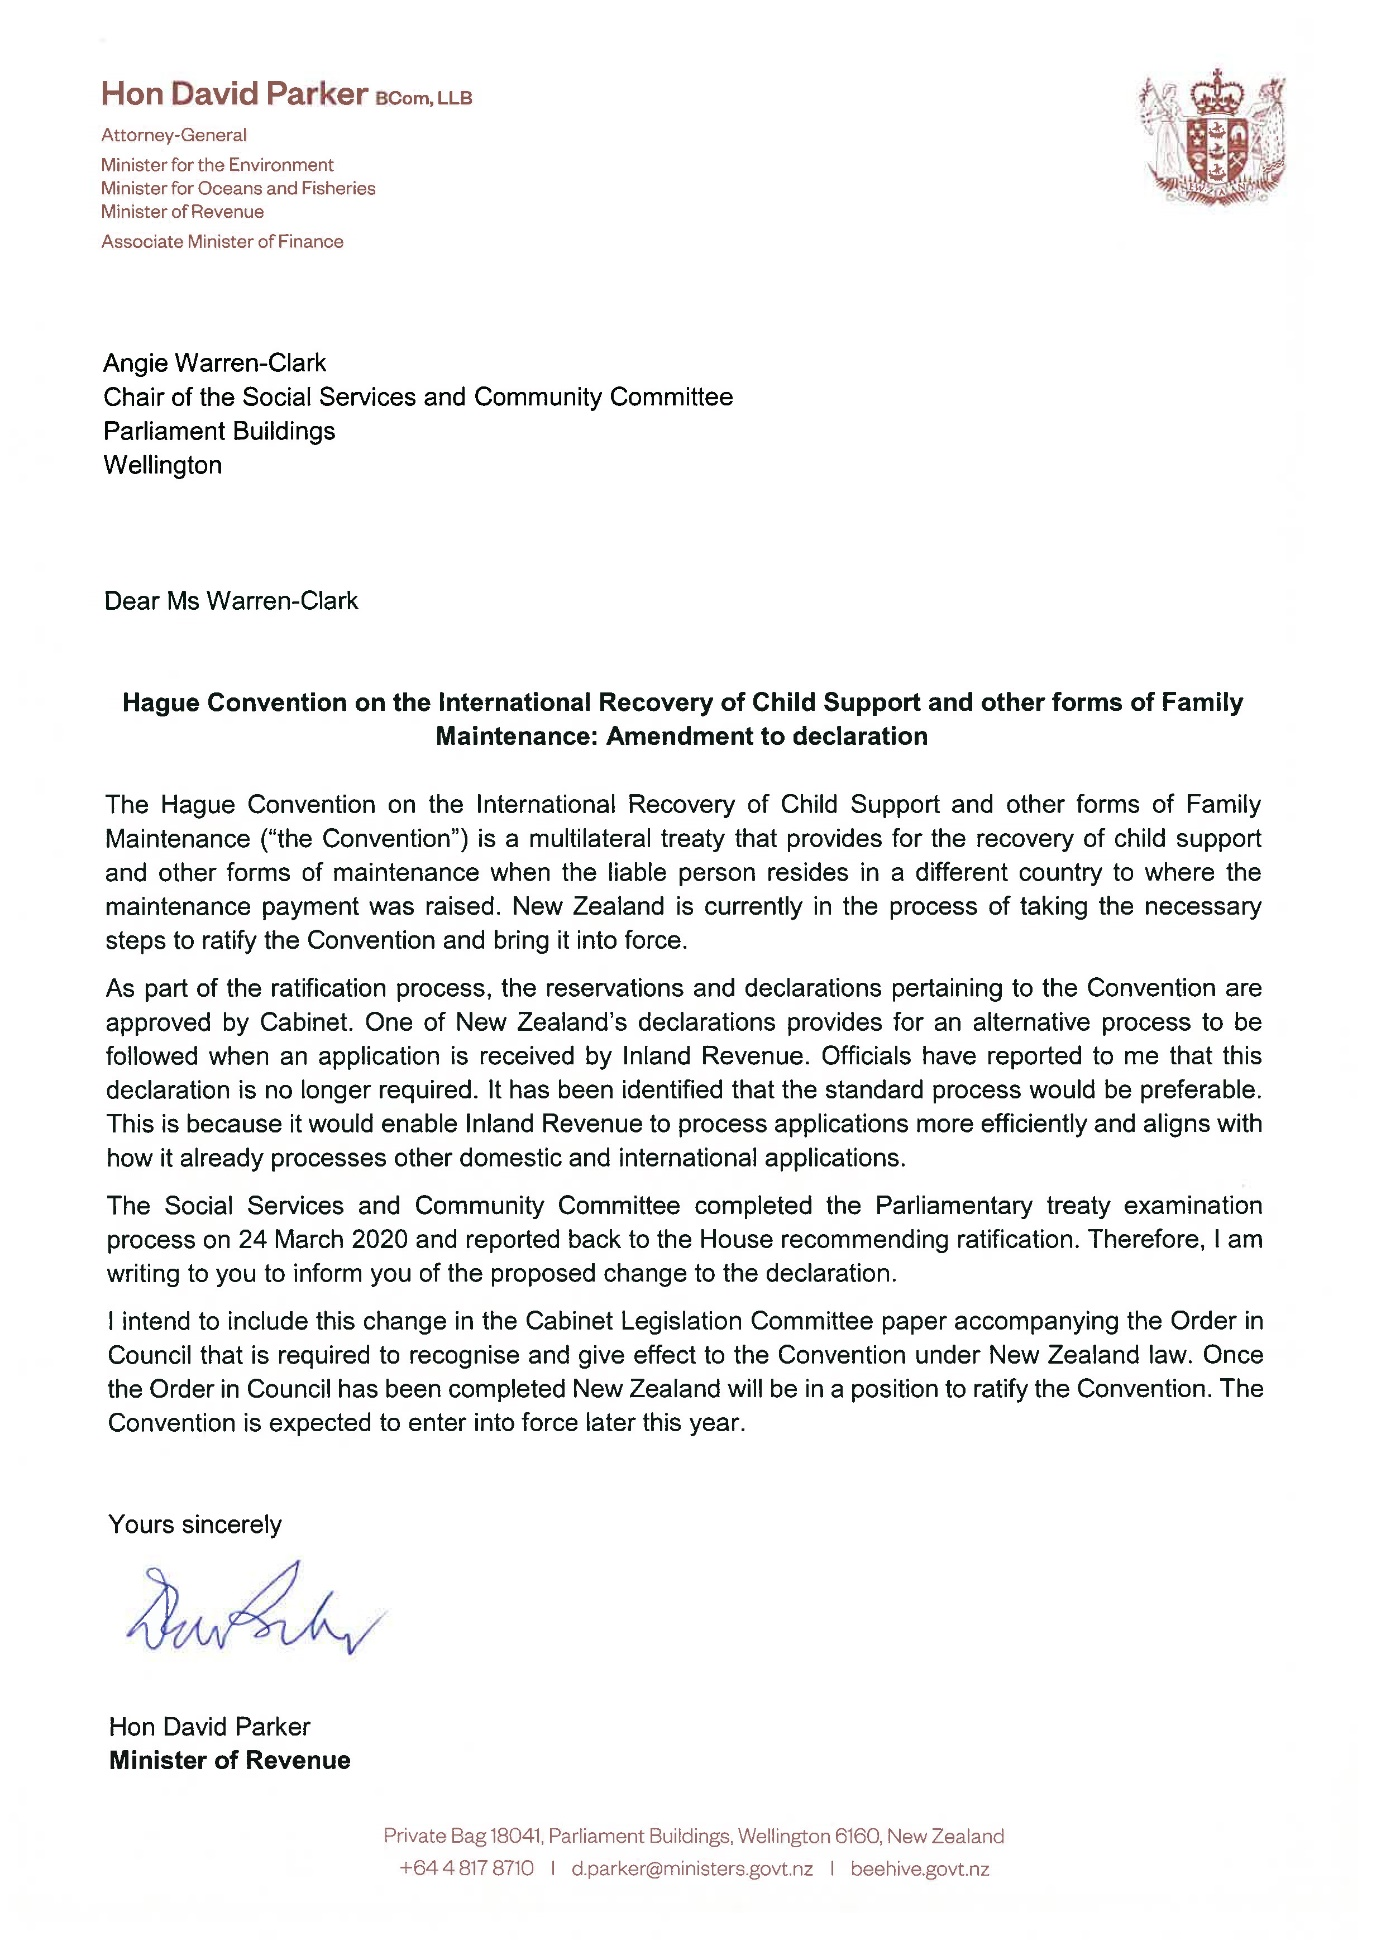 Hon David Parker BCom, LLB
Attorney-General
Minister for the Environment
Minister for Oceans and Fisheries
Minister of Revenue
Associate Minister of Finance
NEW ZEALAND
Angie Warren-Clark
Chair of the Social Services and Community Committee
Parliament Buildings
Wellington
Dear Ms Warren-Clark
Hague Convention on the International Recovery of Child Support and other forms of Family
Maintenance: Amendment to declaration
The Hague Convention on the International Recovery of Child Support and other forms of Family
Maintenance (“the Convention”) is a multilateral treaty that provides for the recovery of child support
and other forms of maintenance when the liable person resides in a different country to where the
maintenance payment was raised. New Zealand is currently in the process of taking the necessary
steps to ratify the Convention and bring it into force.
As part of the ratification process, the reservations and declarations pertaining to the Convention are
approved by Cabinet. One of New Zealand’s declarations provides for an alternative process to be
followed when an application is received by Inland Revenue. Officials have reported to me that this
declaration is no longer required. It has been identified that the standard process would be preferable.
This is because it would enable Inland Revenue to process applications more efficiently and aligns with
how it already processes other domestic and international applications.
The Social Services and Community Committee completed the Parliamentary treaty examination
process on 24 March 2020 and reported back to the House recommending ratification. Therefore, I am
writing to you to inform you of the proposed change to the declaration.
I intend to include this change in the Cabinet Legislation Committee paper accompanying the Order in
Council that is required to recognise and give effect to the Convention under New Zealand law. Once
the Order in Council has been completed New Zealand will be in a position to ratify the Convention. The
Convention is expected to enter into force later this year.
Yours sincerely
Hon David Parker
Minister of Revenue
Private Bag 18041, Parliament Buildings, Wellington 6160, New Zealand
+64 4 817 8710 | d.parker@ministers.govt.nz | beehive.govt.nz